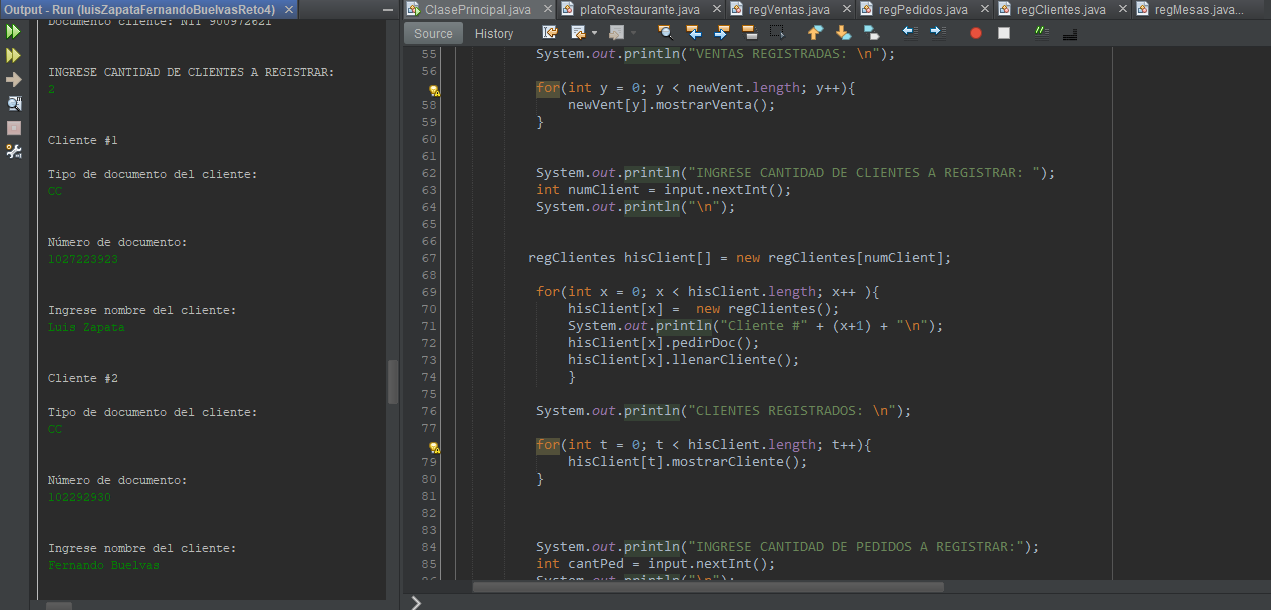 Output - Run (luisZapataFernandoBuelvasReto4)
Documento cliente: NIT 900972621
INGRESE CANTIDAD DE CLIENTES A REGISTRAR:
2
Cliente #1
Tipo de documento del cliente:
CC
Número de documento:
1027223923
Ingrese nombre del cliente:
Luis Zapata
Cliente #2
Tipo de documento del cliente:
CC
Número de documento:
102292930
Ingrese nombre del cliente:
Fernando Buelvas
ClasePrincipal.java
platoRestaurante.java
regVentas.java
regPedidos.java
regClientes.java
regMesas.java...
Source
History
55 System.out.println("VENTAS REGISTRADAS: \n");
56
for(int y = 0; y < newVent.length; y++){
58 newVent[y].mostrarVenta();
59 }
60
61
62 System.out.println("INGRESE CANTIDAD DE CLIENTES A REGISTRAR: ");
63 int numClient = input.nextInt();
64 System.out.println("\n");
65
66
67 regClientes hisClient[] = new regClientes[numClient];
68
69 for(int x = 0; x < hisClient.length; x++ ){
70 hisClient[x] =  new regClientes();
71 System.out.println("Cliente #" + (x+1) + "\n");
72 hisClient[x].pedirDoc();
73 hisClient[x].llenarCliente();
74 }
75
76 System.out.println("CLIENTES REGISTRADOS: \n");
77
for(int t = 0; t < hisClient.length; t++){
79 hisClient[t].mostrarCliente();
80 }
81
82
83
84 System.out.println("INGRESE CANTIDAD DE PEDIDOS A REGISTRAR:");
85 int cantPed = input.nextInt();
86 System.out.println("\n");